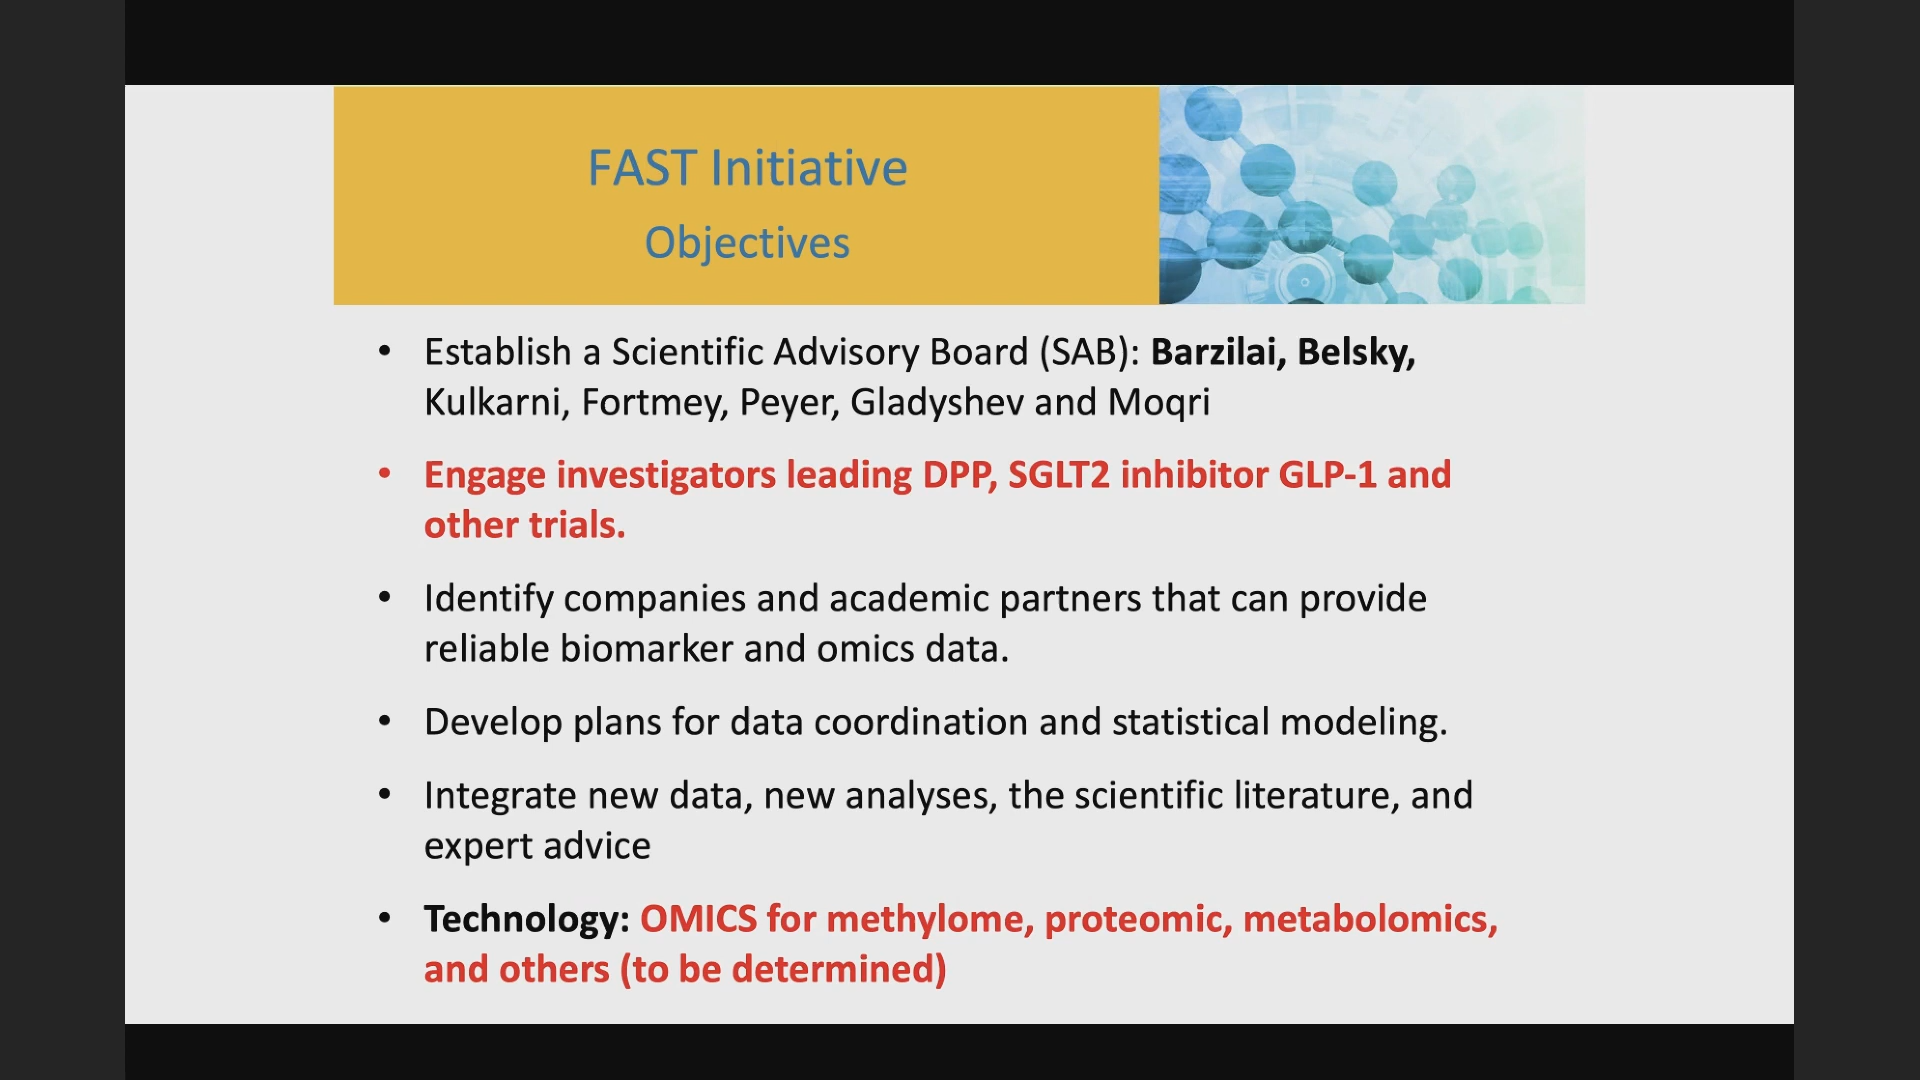 FAST Initiative
Objectives
• Establish a Scientific Advisory Board (SAB): Barzilai, Belsky,
Kulkarni, Fortmey, Peyer, Gladyshev and Moqri
• Engage investigators leading DPP, SGLT2 inhibitor GLP-1 and
other trials.
• Identify companies and academic partners that can provide
reliable biomarker and omics data.
• Develop plans for data coordination and statistical modeling.
• Integrate new data, new analyses, the scientific literature, and
expert advice
• Technology: OMICS for methylome, proteomic, metabolomics,
and others (to be determined)